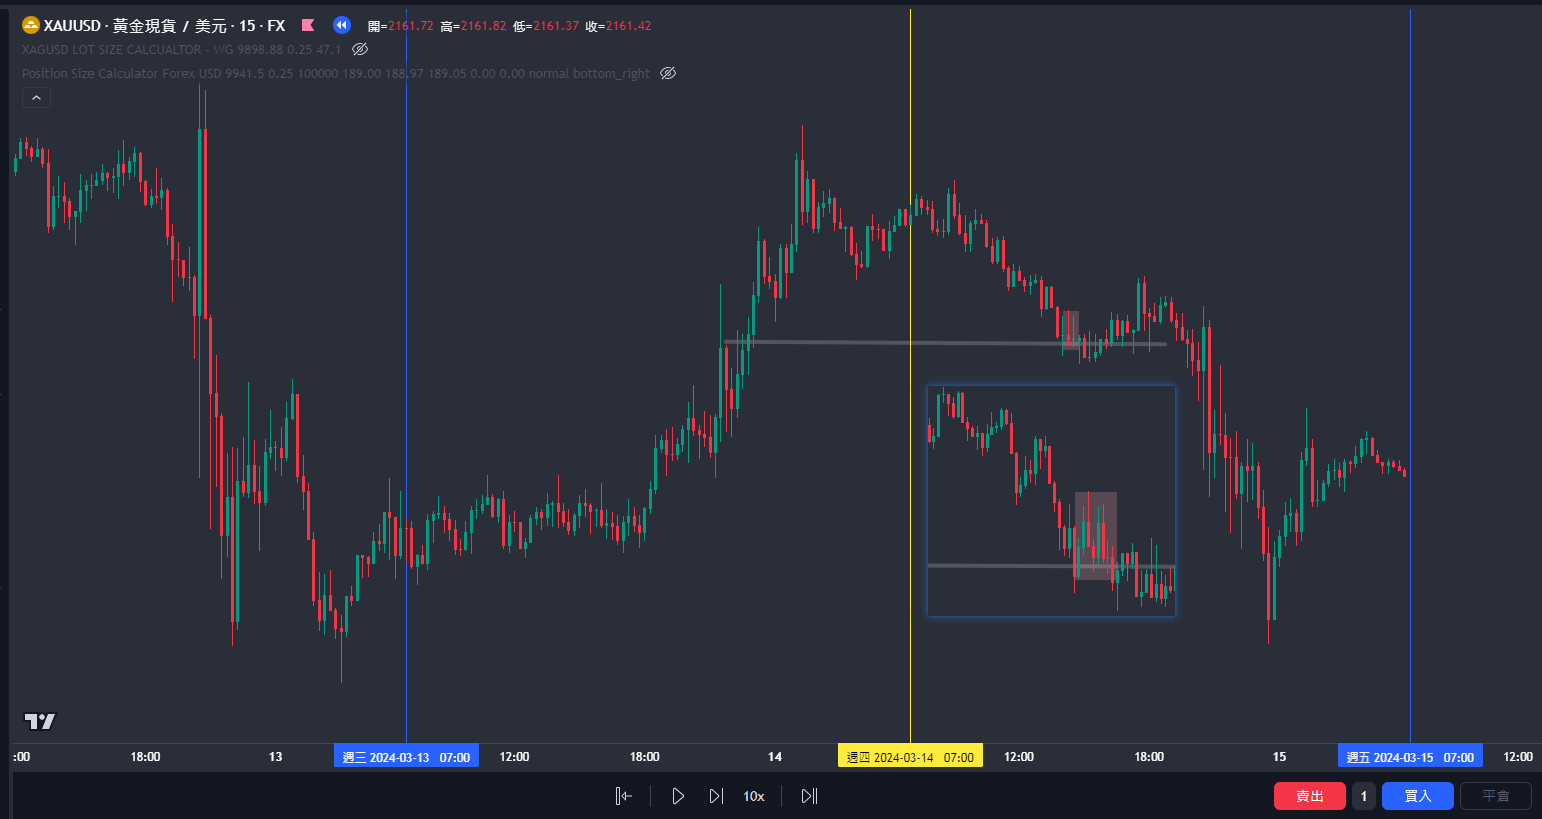 XAUUSD · 黃金現貨 / 美元 · 15 · FX 開=2161.72 高=2161.82 低=2161.37 收=2161.42
XAGUSD LOT SIZE CALCUALTOR - WG 9898.88 0.25 47.1
Position Size Calculator Forex USD 9941.5 0.25 100000 189.00 188.97 189.05 0.00 0.00 normal bottom_right
:00 18:00 13 週三 2024-03-13 07:00 12:00 18:00 14 週四 2024-03-14 07:00 12:00 18:00 15 週五 2024-03-15 07:00 12:00
10x 賣出 1 買入 平倉